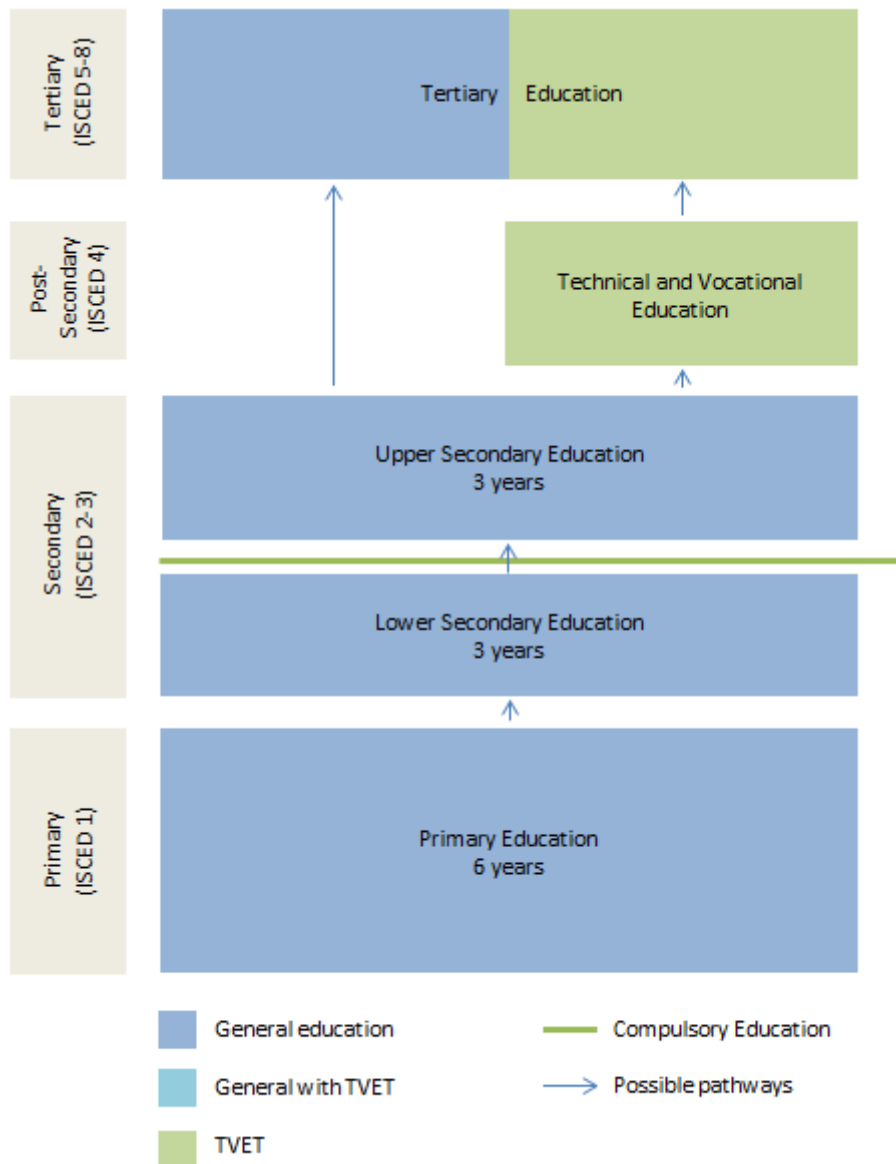 Tertiary
(ISCED 5-8)
Tertiary Education
Post-
Secondary
(ISCED 4)
Technical and Vocational
Education
Secondary
(ISCED 2-3)
Upper Secondary Education
3 years
Lower Secondary Education
3 years
Primary
(ISCED 1)
Primary Education
6 years
General education
Compulsory Education
General with TVET
Possible pathways
TVET